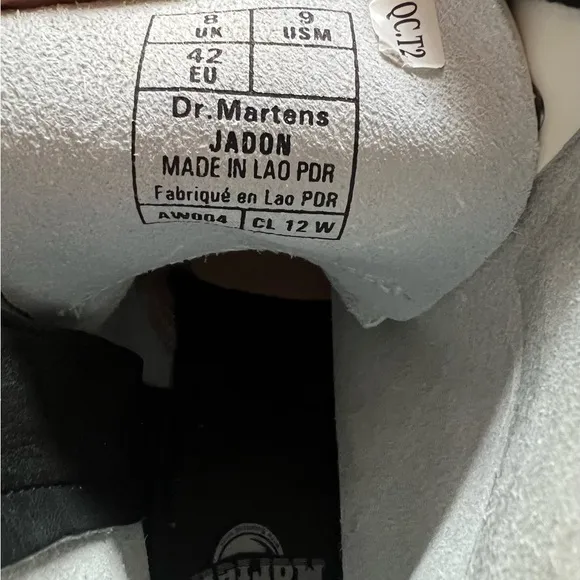 8 UK 9 USM
42 EU
Dr.Martens
JADON
MADE IN LAO PDR
Fabriqué en Lao PDR
AW004 CL 12 W
QC.T2